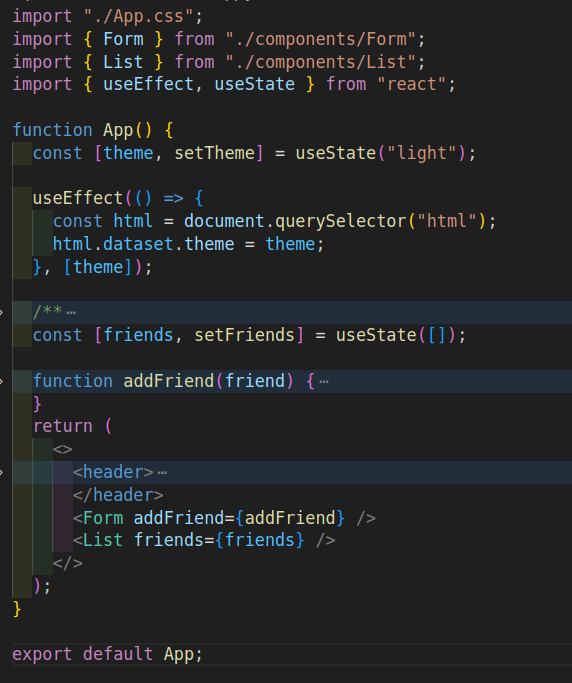 import "./App.css";
import { Form } from "./components/Form";
import { List } from "./components/List";
import { useEffect, useState } from "react";
function App() {
const [theme, setTheme] = useState("light");
useEffect(() => {
const html = document.querySelector("html");
html.dataset.theme = theme;
}, [theme]);
/** ⋯
const [friends, setFriends] = useState([]);
function addFriend(friend) { ⋯
}
return (
<>
<header> ⋯
</header>
<Form addFriend={addFriend} />
<List friends={friends} />
</>
);
}
export default App;